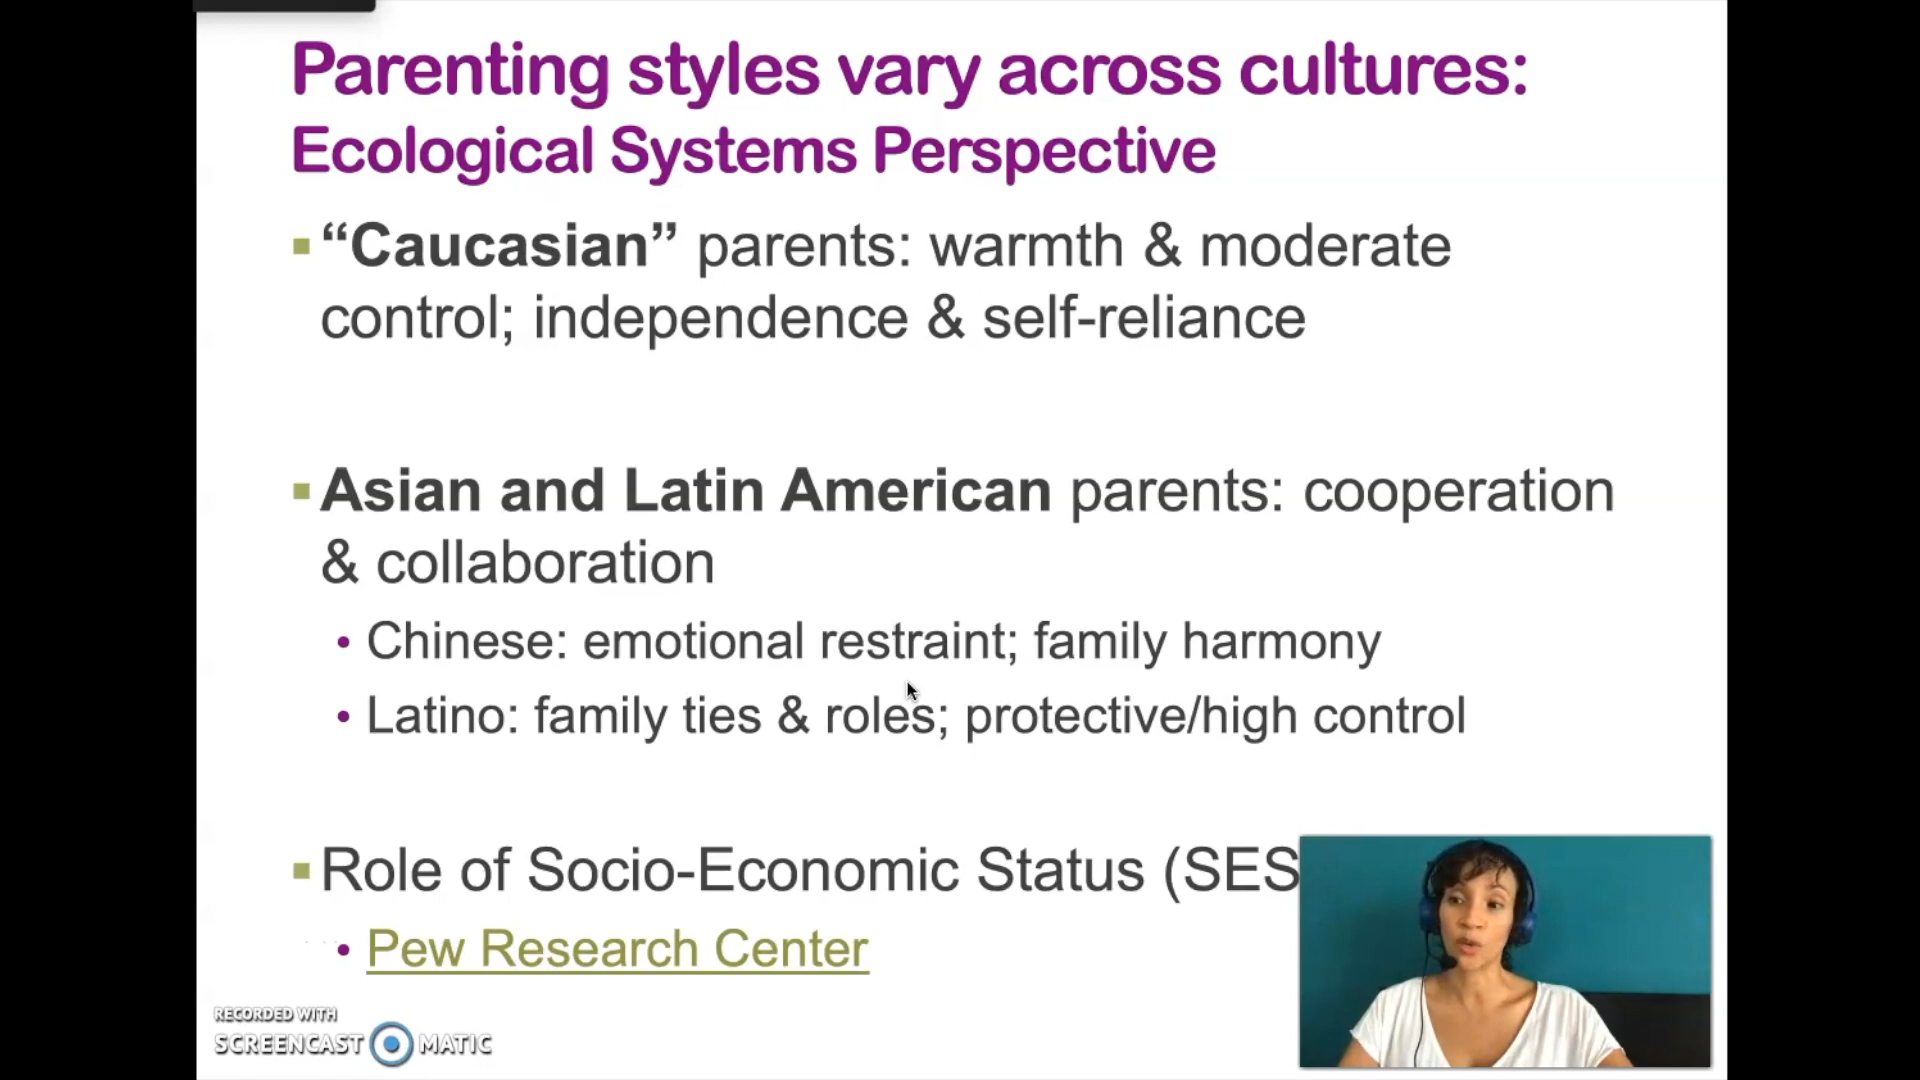 Parenting styles vary across cultures:
Ecological Systems Perspective
“Caucasian” parents: warmth & moderate
control; independence & self-reliance
Asian and Latin American parents: cooperation
& collaboration
Chinese: emotional restraint; family harmony
Latino: family ties & roles; protective/high control
Role of Socio-Economic Status (SES
Pew Research Center
RECORDED WITH
SCREENCAST MATIC